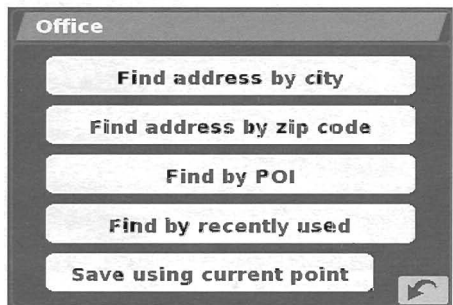 Office
Find address by city
Find address by zip code
Find by POI
Find by recently used
Save using current point